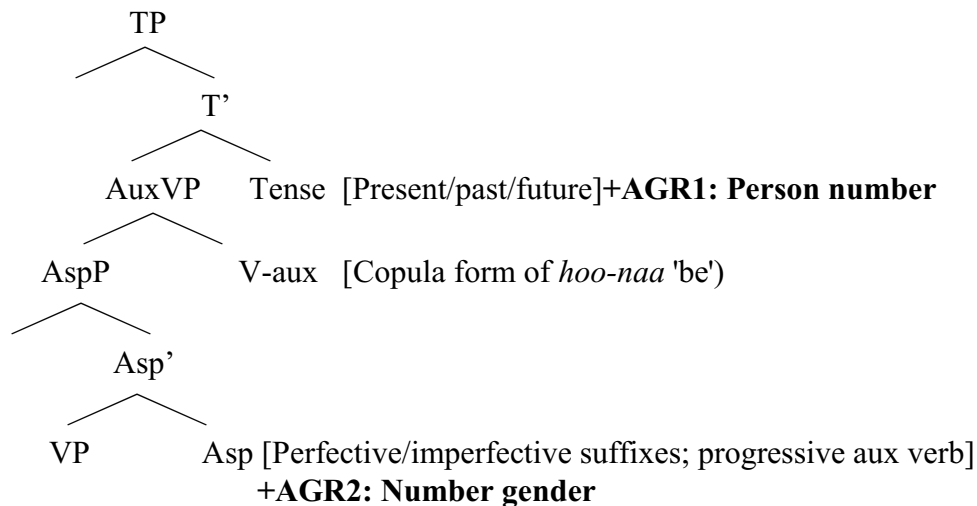 TP
T’
AuxVP Tense [Present/past/future]+AGR1: Person number
AspP V-aux [Copula form of hoo-naa 'be')
Asp’
VP Asp [Perfective/imperfective suffixes; progressive aux verb]
+AGR2: Number gender